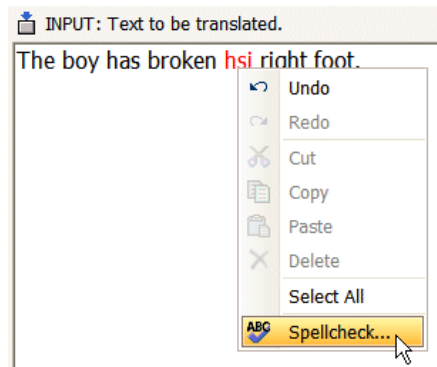 INPUT: Text to be translated.
The boy has broken hsi right foot.
Undo
Redo
Cut
Copy
Paste
Delete
Select All
ABC Spellcheck...